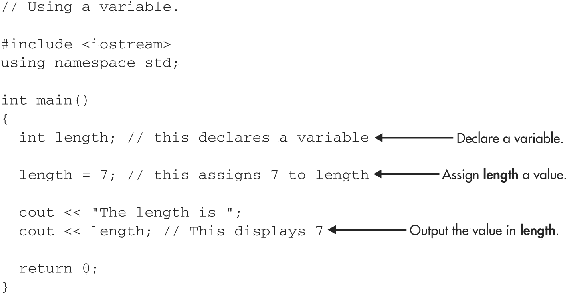 // Using a variable.
#include <iostream>
using namespace std;
int main()
{
int length; // this declares a variable Declare a variable.
length = 7; // this assigns 7 to length Assign length a value.
cout << "The length is ";
cout << length; // This displays 7 Output the value in length.
return 0;
}